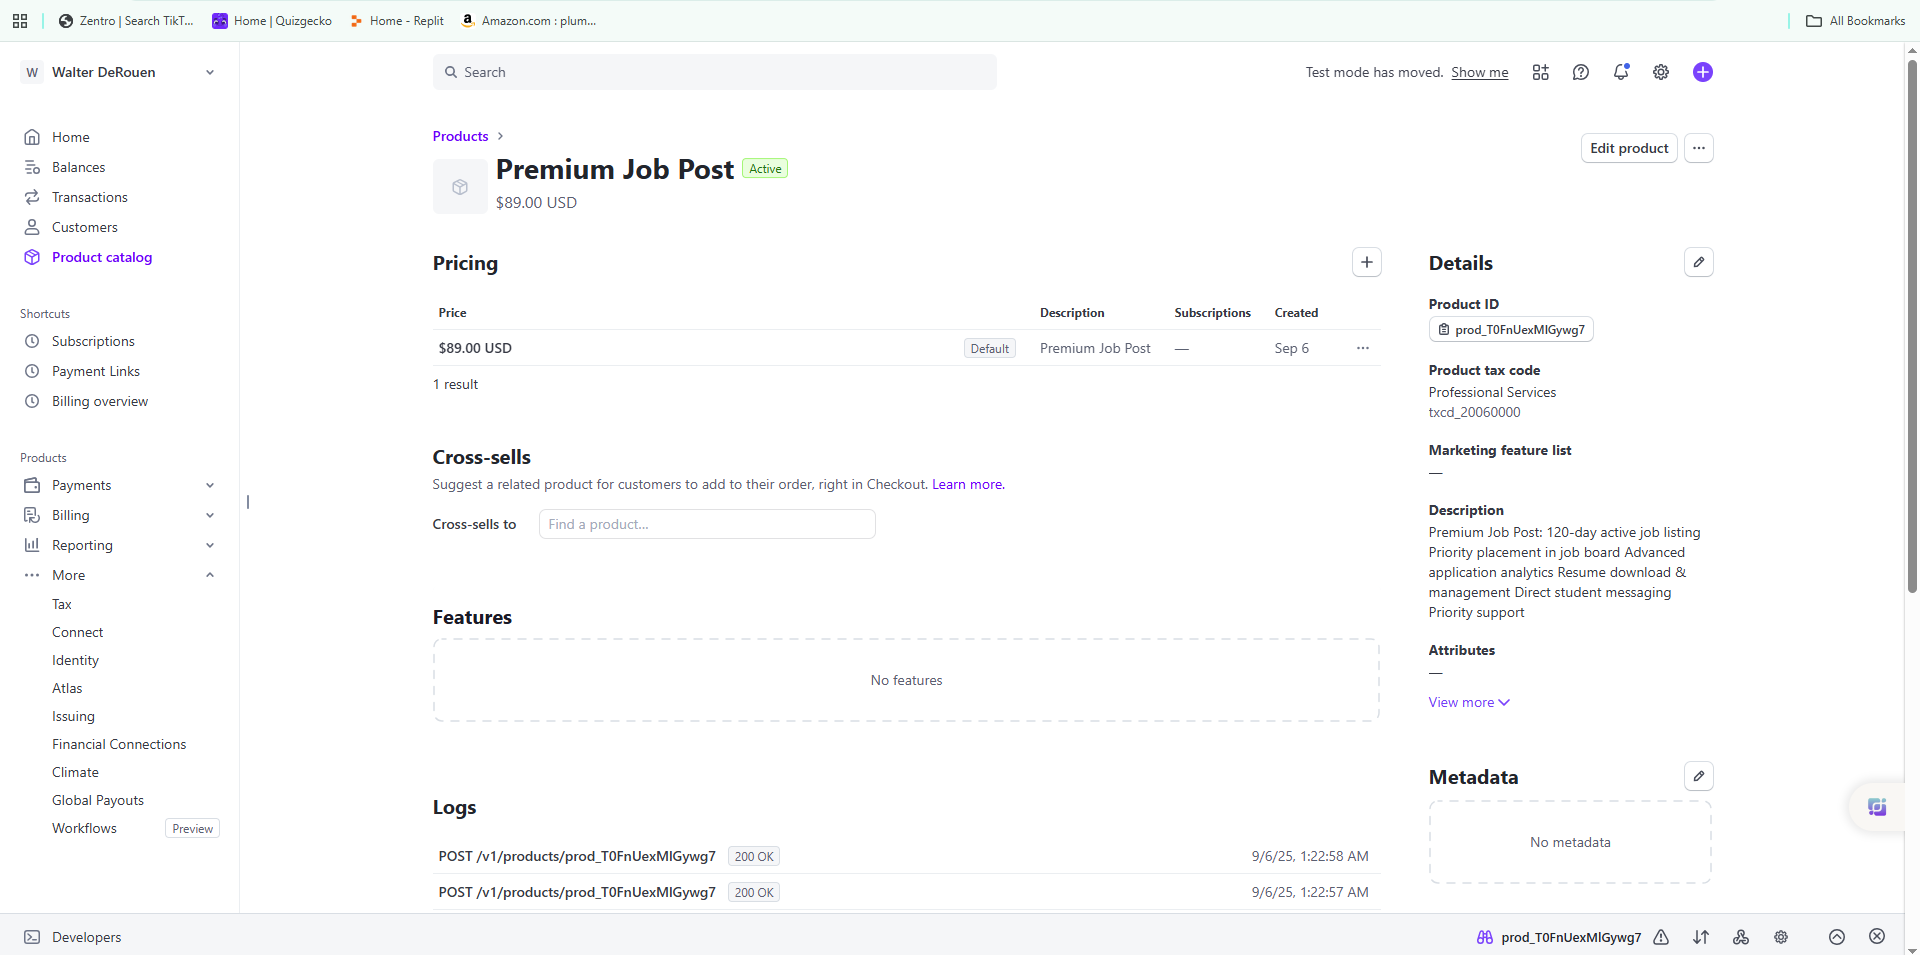 Zentro | Search TikT...
Home | Quizgecko
Home - Replit
Amazon.com : plum...
All Bookmarks
W Walter DeRouen
Search
Test mode has moved. Show me
Home
Balances
Transactions
Customers
Product catalog
Shortcuts
Subscriptions
Payment Links
Billing overview
Products
Payments
Billing
Reporting
More
Tax
Connect
Identity
Atlas
Issuing
Financial Connections
Climate
Global Payouts
Workflows Preview
Products
Premium Job Post Active
$89.00 USD
Edit product
Pricing
Price Description Subscriptions Created
$89.00 USD Default Premium Job Post — Sep 6
1 result
Cross-sells
Suggest a related product for customers to add to their order, right in Checkout. Learn more.
Cross-sells to Find a product...
Features
No features
Logs
POST /v1/products/prod_T0FnUexMlGywg7 200 OK 9/6/25, 1:22:58 AM
POST /v1/products/prod_T0FnUexMlGywg7 200 OK 9/6/25, 1:22:57 AM
Details
Product ID
prod_T0FnUexMlGywg7
Product tax code
Professional Services
txcd_20060000
Marketing feature list
—
Description
Premium Job Post: 120-day active job listing
Priority placement in job board Advanced
application analytics Resume download &
management Direct student messaging
Priority support
Attributes
—
View more
Metadata
No metadata
Developers
prod_T0FnUexMlGywg7